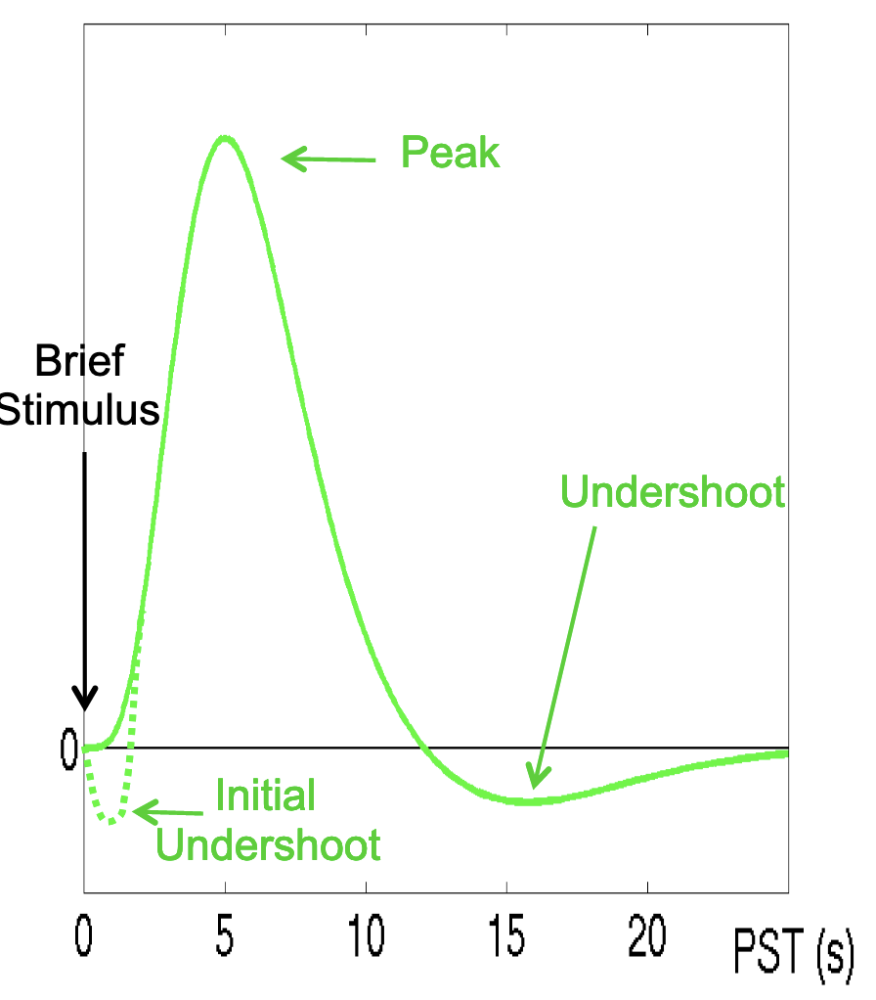 Peak
Brief
Stimulus
Undershoot
0
Initial
Undershoot
0 5 10 15 20 PST (s)